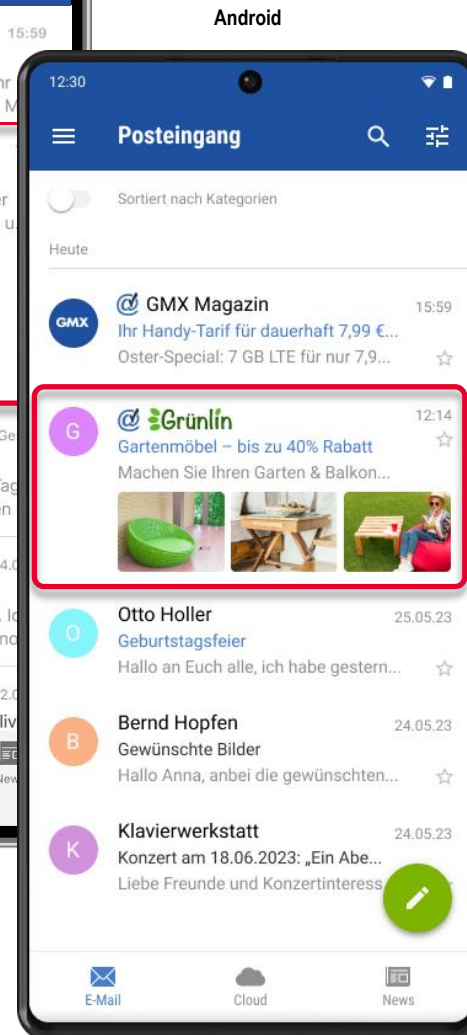 Android
15:59
12:30
Posteingang
Sortiert nach Kategorien
Heute
GMX
GMX Magazin
15:59
Ihr Handy-Tarif für dauerhaft 7,99 €...
Oster-Special: 7 GB LTE für nur 7,9...
G
Grünlin
12:14
Gartenmöbel – bis zu 40% Rabatt
Machen Sie Ihren Garten & Balkon...
O
Otto Holler
25.05.23
Geburtstagsfeier
Hallo an Euch alle, ich habe gestern...
B
Bernd Hopfen
24.05.23
Gewünschte Bilder
Hallo Anna, anbei die gewünschten...
K
Klavierwerkstatt
24.05.23
Konzert am 18.06.2023: „Ein Abe...
Liebe Freunde und Konzertinteress
E-Mail
Cloud
News